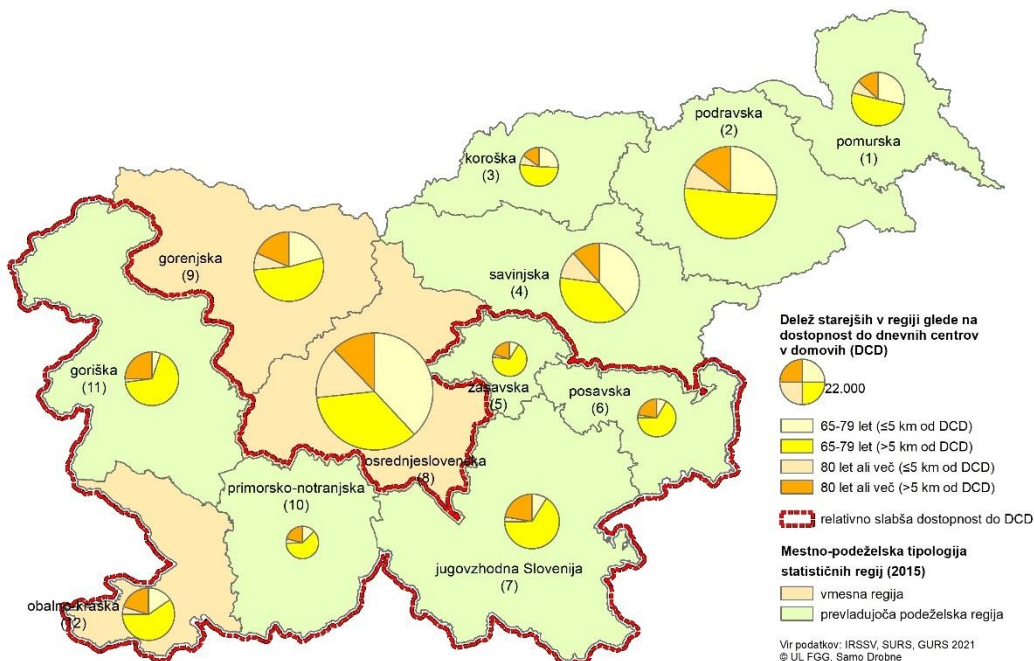 pomurska
(1)
podravska
(2)
koroška
(3)
savinjska
(4)
gorenjska
(9)
goriška
(11)
zasavska
(5)
posavska
(6)
osrednjeslovenska
(8)
primorsko-notranjska
(10)
jugovzhodna Slovenija
(7)
obalno-kraška
(12)
Delež starejših v regiji glede na
dostopnost do dnevnih centrov
v domovih (DCD)
22.000
65-79 let (≤5 km od DCD)
65-79 let (>5 km od DCD)
80 let ali več (≤5 km od DCD)
80 let ali več (>5 km od DCD)
relativno slabša dostopnost do DCD
Mestno-podeželska tipologija
statističnih regij (2015)
vmesna regija
prevladujoča podeželska regija
Vir podatkov: IRSSV, SURS, GURS 2021
© UL FGG, Samo Drobne